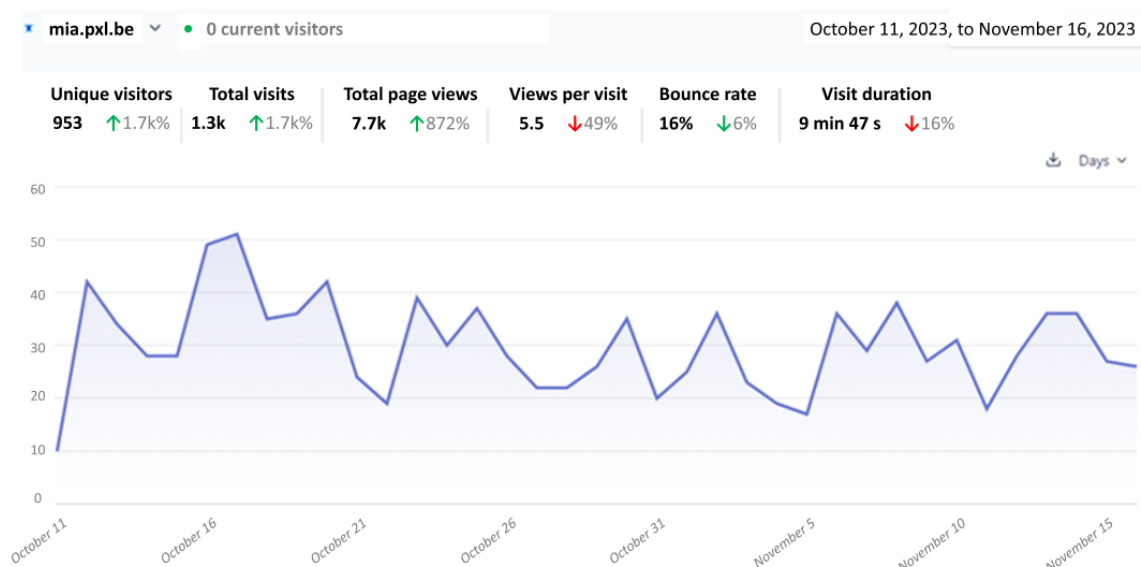 mia.pxl.be 0 current visitors October 11, 2023, to November 16, 2023
Unique visitors Total visits Total page views Views per visit Bounce rate Visit duration
953 ↑1.7k% 1.3k ↑1.7k% 7.7k ↑872% 5.5 ↓49% 16% ↓6% 9 min 47 s ↓16%
Days
60
50
40
30
20
10
0
October 11 October 16 October 21 October 26 October 31 November 5 November 10 November 15